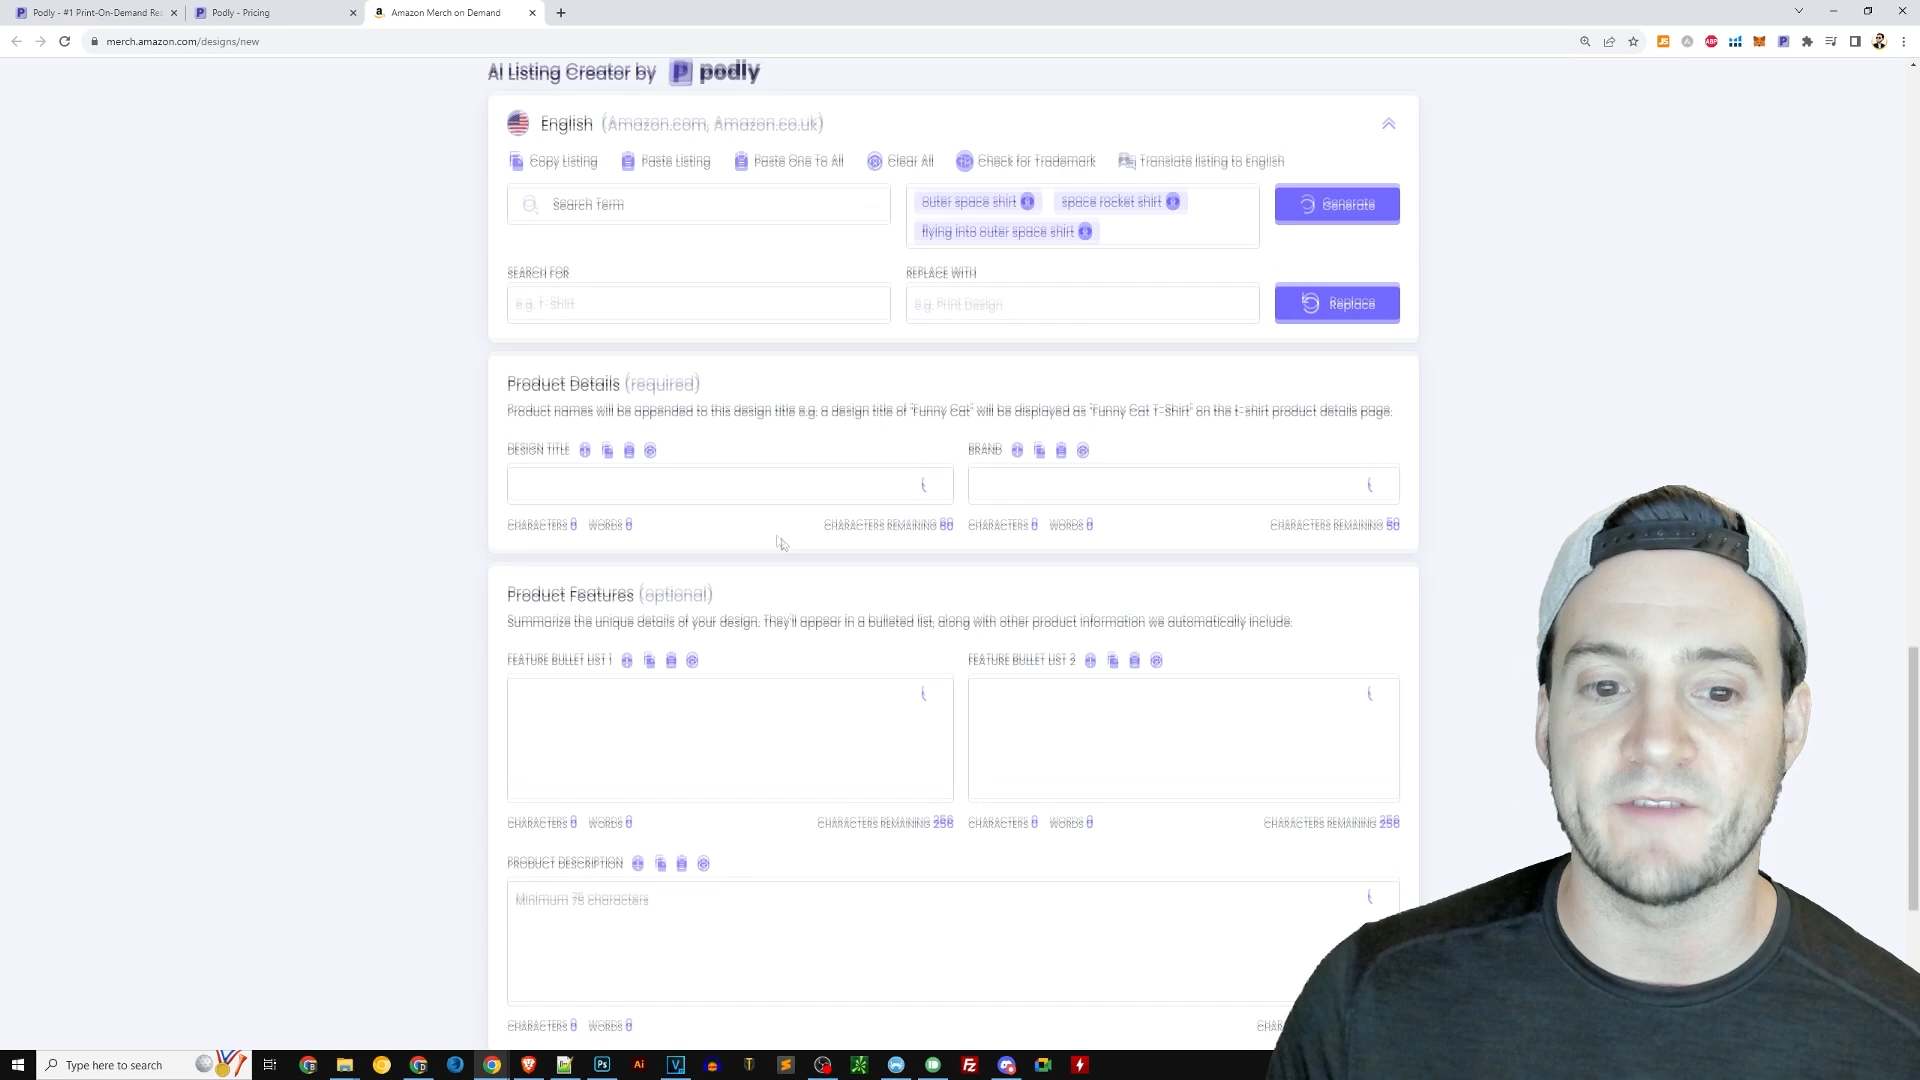 Podly - #1 Print-On-Demand Res
Podly - Pricing
Amazon Merch on Demand
merch.amazon.com/designs/new
AI Listing Creator by podly
English (Amazon.com, Amazon.co.uk)
Copy Listing Paste Listing Paste One To All Clear All Check for Trademark Translate listing to English
Search Term
outer space shirt space rocket shirt
flying into outer space shirt
Generate
SEARCH FOR REPLACE WITH
e.g. T-Shirt e.g. Print Design Replace
Product Details (required)
Product names will be appended to this design title e.g. a design title of "Funny Cat" will be displayed as "Funny Cat T-Shirt" on the t-shirt product details page.
DESIGN TITLE BRAND
CHARACTERS 0 WORDS 0 CHARACTERS REMAINING 60 CHARACTERS 0 WORDS 0 CHARACTERS REMAINING 50
Product Features (optional)
Summarize the unique details of your design. They'll appear in a bulleted list, along with other product information we automatically include.
FEATURE BULLET LIST 1 FEATURE BULLET LIST 2
CHARACTERS 0 WORDS 0 CHARACTERS REMAINING 256 CHARACTERS 0 WORDS 0 CHARACTERS REMAINING 256
PRODUCT DESCRIPTION
Minimum 75 characters
CHARACTERS 0 WORDS 0 CHAR
Type here to search